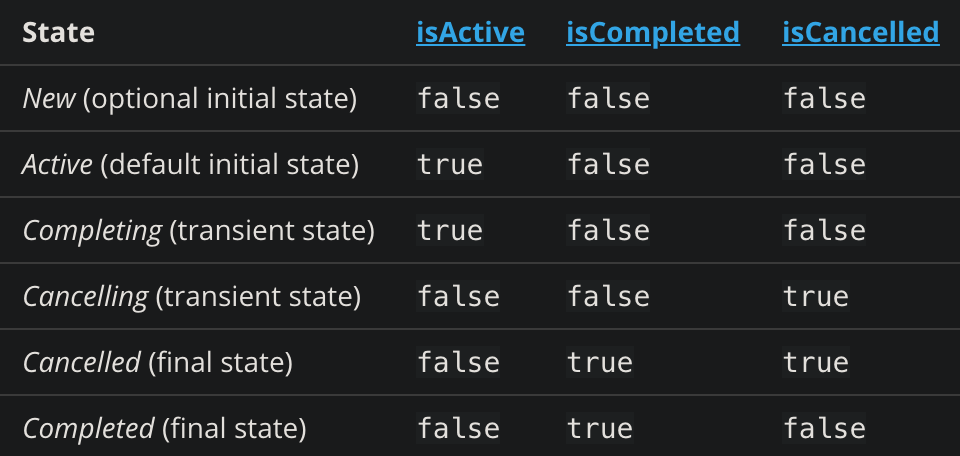 State isActive isCompleted isCancelled
New (optional initial state) false false false
Active (default initial state) true false false
Completing (transient state) true false false
Cancelling (transient state) false false true
Cancelled (final state) false true true
Completed (final state) false true false